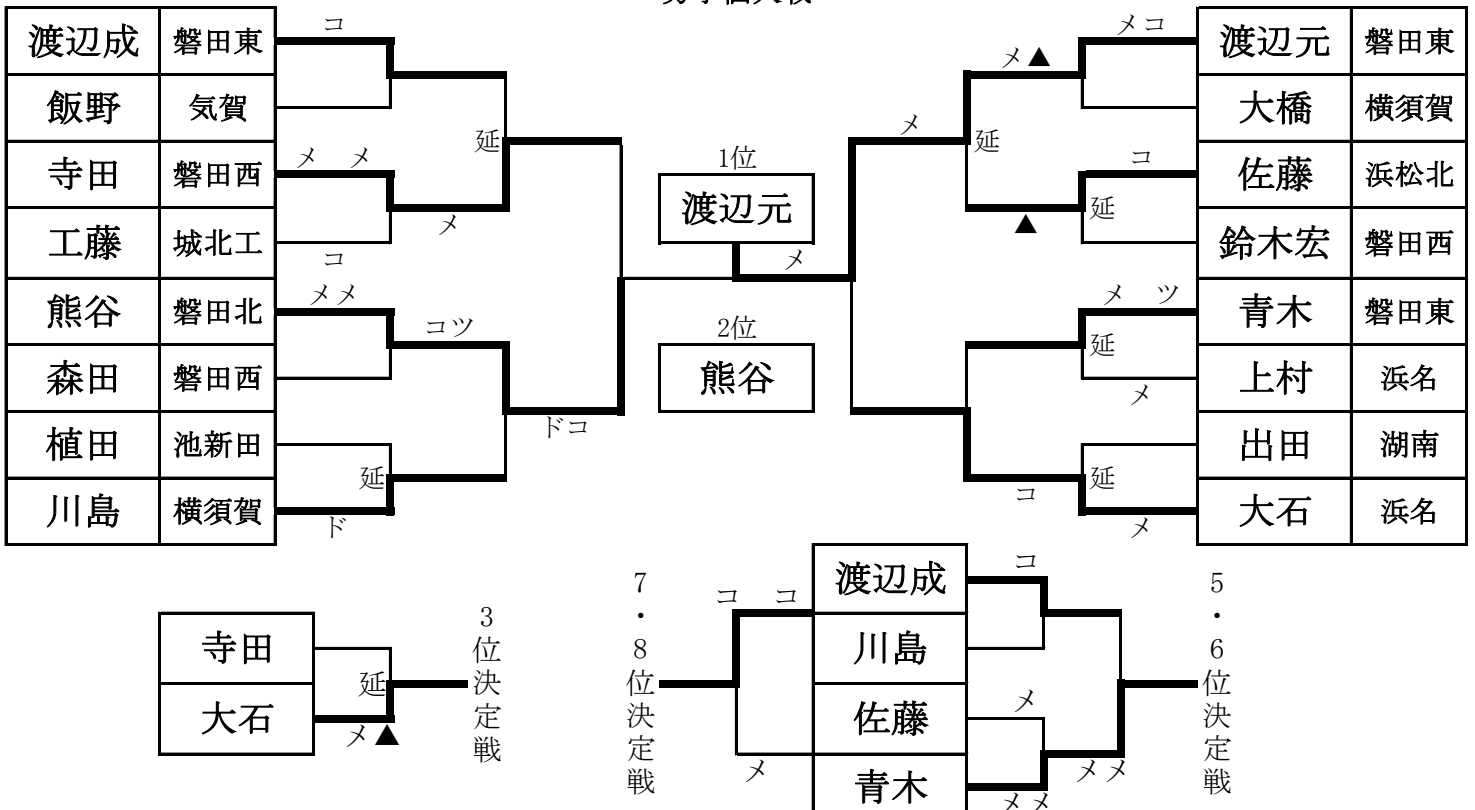 渡辺成 磐田東
飯野 気賀
寺田 磐田西
工藤 城北工
熊谷 磐田北
森田 磐田西
植田 池新田
川島 横須賀
コ
メ メ
コ
メメ
ド
延
メ
コツ
延
ドコ
1位
渡辺元
メ
2位
熊谷
メ
メ▲
延
▲
コ
メコ
コ
延
メ ツ
延
メ
延
メ
渡辺元 磐田東
大橋 横須賀
佐藤 浜松北
鈴木宏 磐田西
青木 磐田東
上村 浜名
出田 湖南
大石 浜名
寺田
大石
延
メ▲
3位決定戦
7・8位決定戦
コ コ
メ
渡辺成
川島
佐藤
青木
コ
メ
メメ
メメ
5・6位決定戦